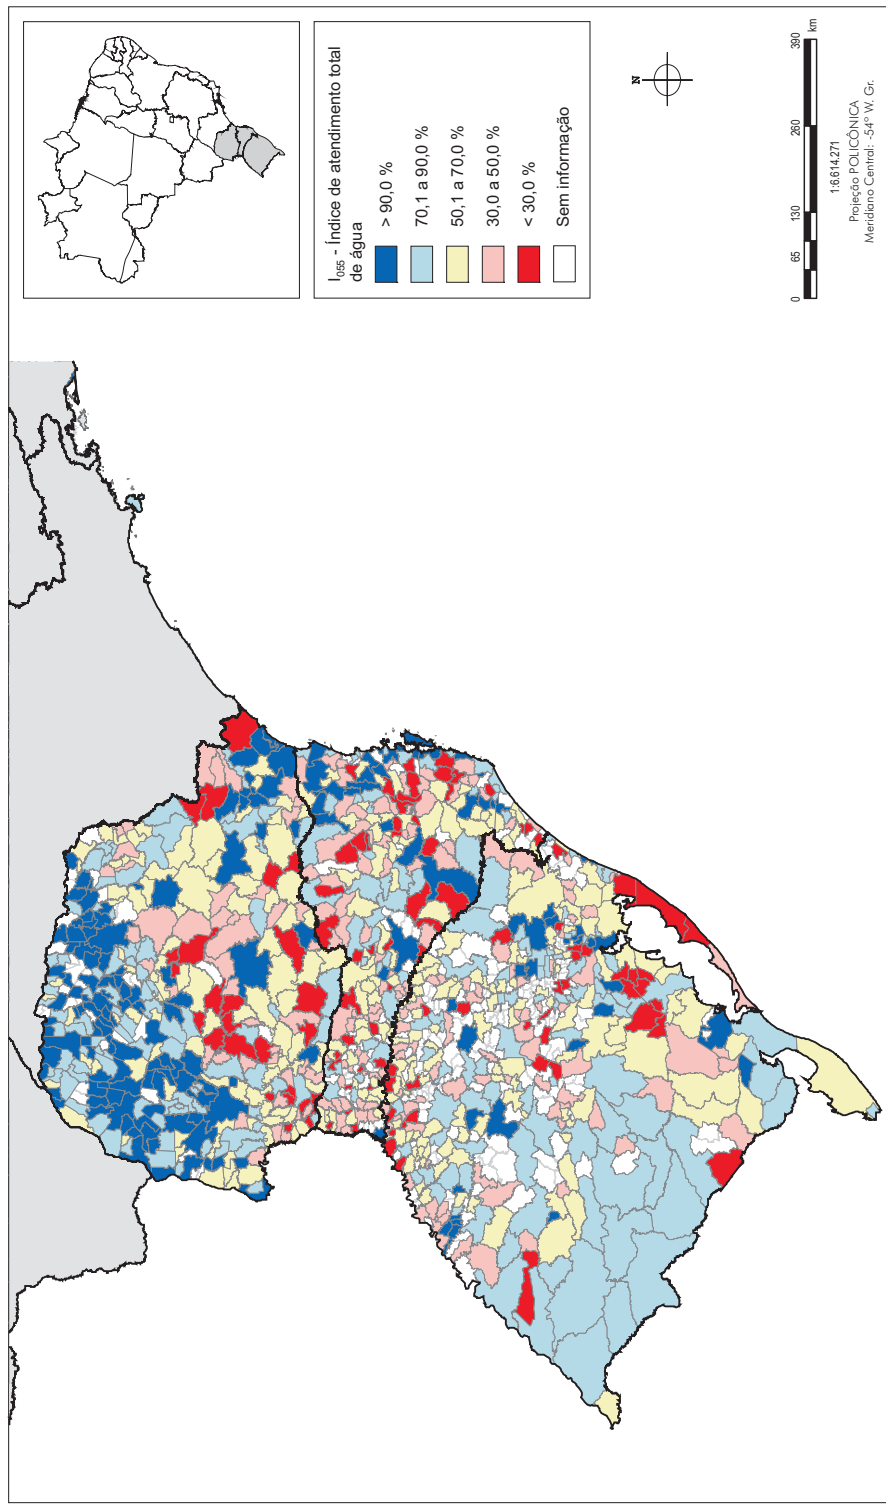 I055 - Índice de atendimento total
de água
> 90,0 %
70,1 a 90,0 %
50,1 a 70,0 %
30,0 a 50,0 %
< 30,0 %
Sem informação
N
0 65 130 260 390
km
1:6.614.271
Projeção POLICÔNICA
Meridiano Central: -54° W. Gr.